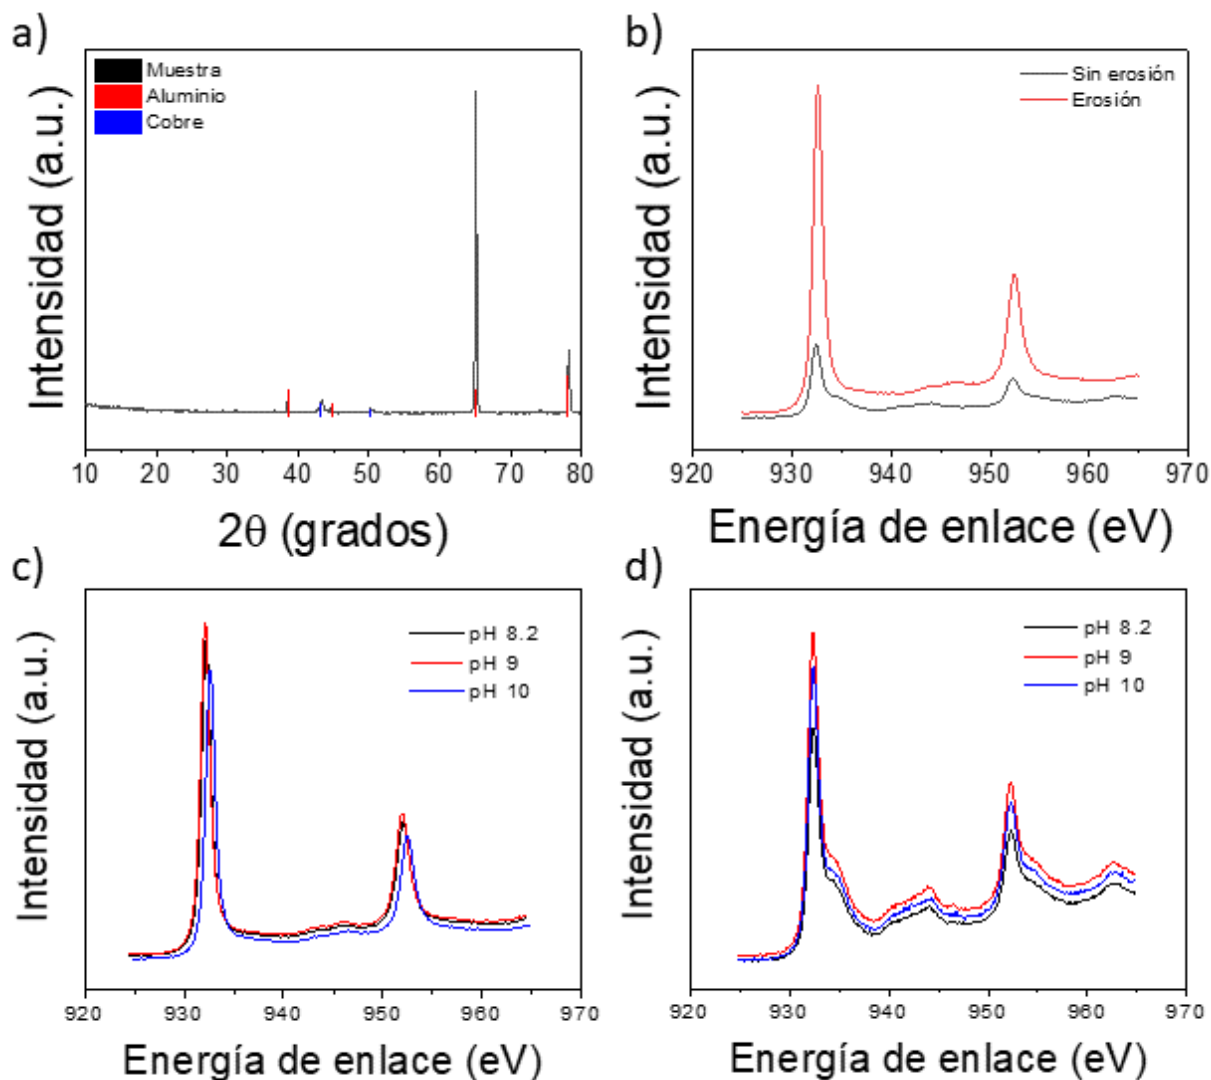 a)
Muestra
Aluminio
Cobre
Intensidad (a.u.)
10 20 30 40 50 60 70 80
2θ (grados)
b)
Sin erosión
Erosión
Intensidad (a.u.)
920 930 940 950 960 970
Energía de enlace (eV)
c)
pH 8.2
pH 9
pH 10
Intensidad (a.u.)
920 930 940 950 960 970
Energía de enlace (eV)
d)
pH 8.2
pH 9
pH 10
Intensidad (a.u.)
920 930 940 950 960 970
Energía de enlace (eV)